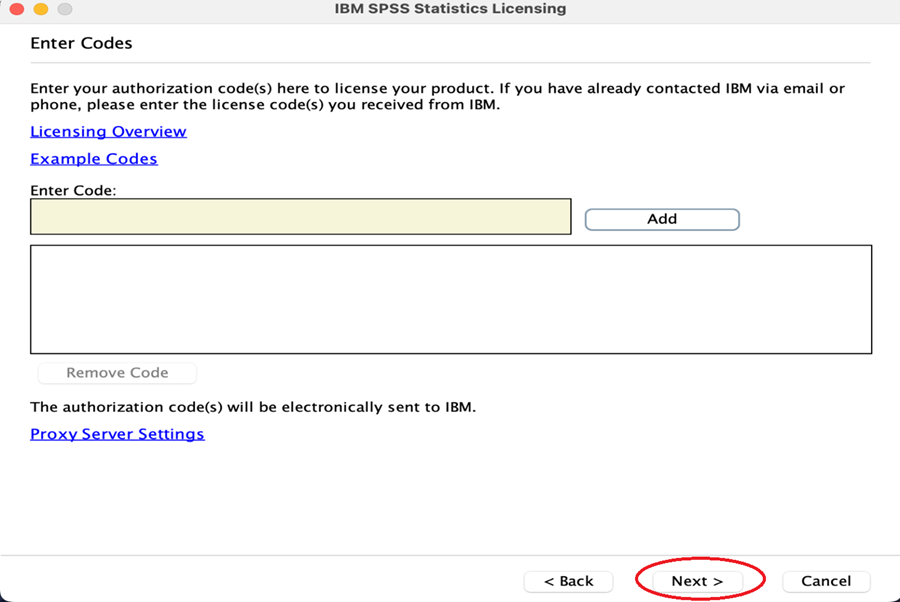 IBM SPSS Statistics Licensing
Enter Codes
Enter your authorization code(s) here to license your product. If you have already contacted IBM via email or
phone, please enter the license code(s) you received from IBM.
Licensing Overview
Example Codes
Enter Code:
Add
Remove Code
The authorization code(s) will be electronically sent to IBM.
Proxy Server Settings
< Back
Next >
Cancel